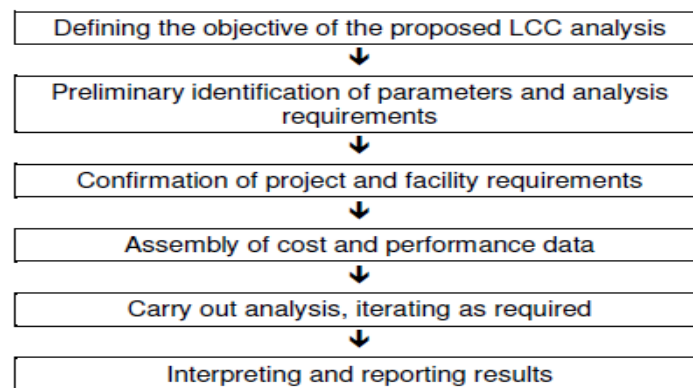 Defining the objective of the proposed LCC analysis
Preliminary identification of parameters and analysis
requirements
Confirmation of project and facility requirements
Assembly of cost and performance data
Carry out analysis, iterating as required
Interpreting and reporting results